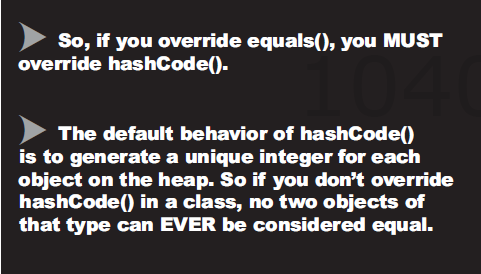 So, if you override equals(), you MUST
override hashCode().
The default behavior of hashCode()
is to generate a unique integer for each
object on the heap. So if you don’t override
hashCode() in a class, no two objects of
that type can EVER be considered equal.